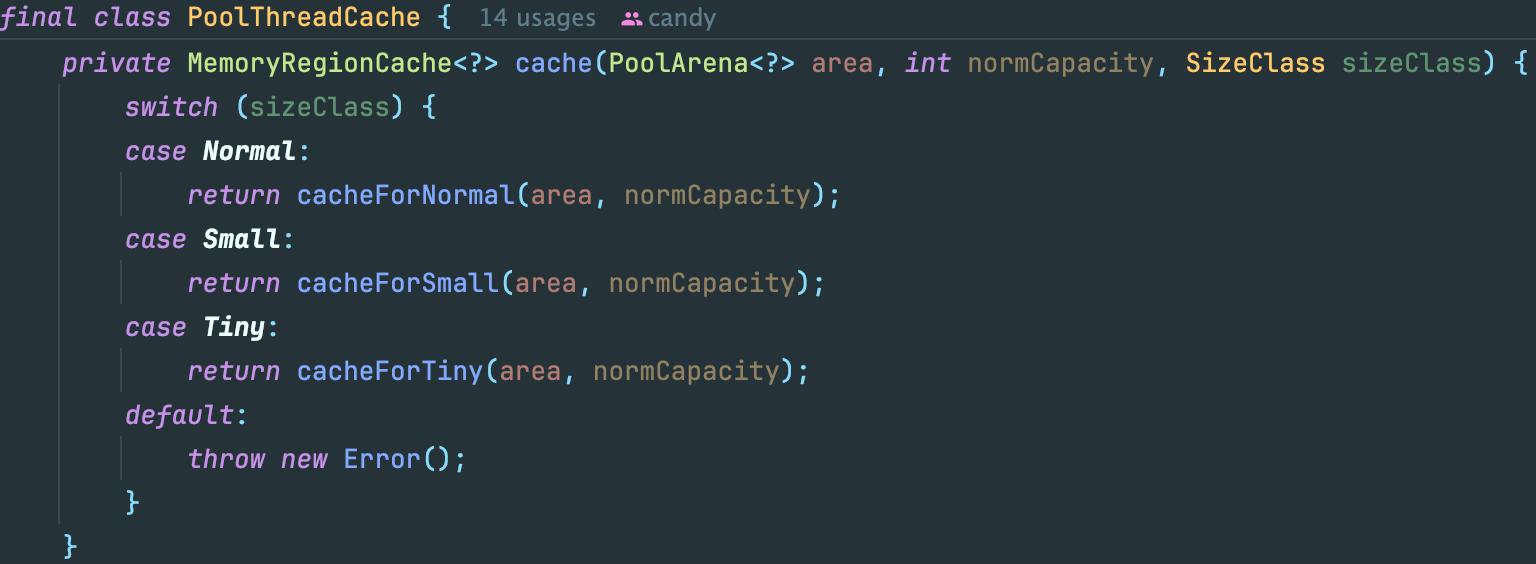 final class PoolThreadCache { 14 usages candy
private MemoryRegionCache<?> cache(PoolArena<?> area, int normCapacity, SizeClass sizeClass) {
switch (sizeClass) {
case Normal:
return cacheForNormal(area, normCapacity);
case Small:
return cacheForSmall(area, normCapacity);
case Tiny:
return cacheForTiny(area, normCapacity);
default:
throw new Error();
}
}